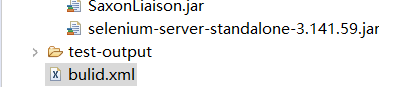 SaxonLiaison.jar
selenium-server-standalone-3.141.59.jar
test-output
bulid.xml